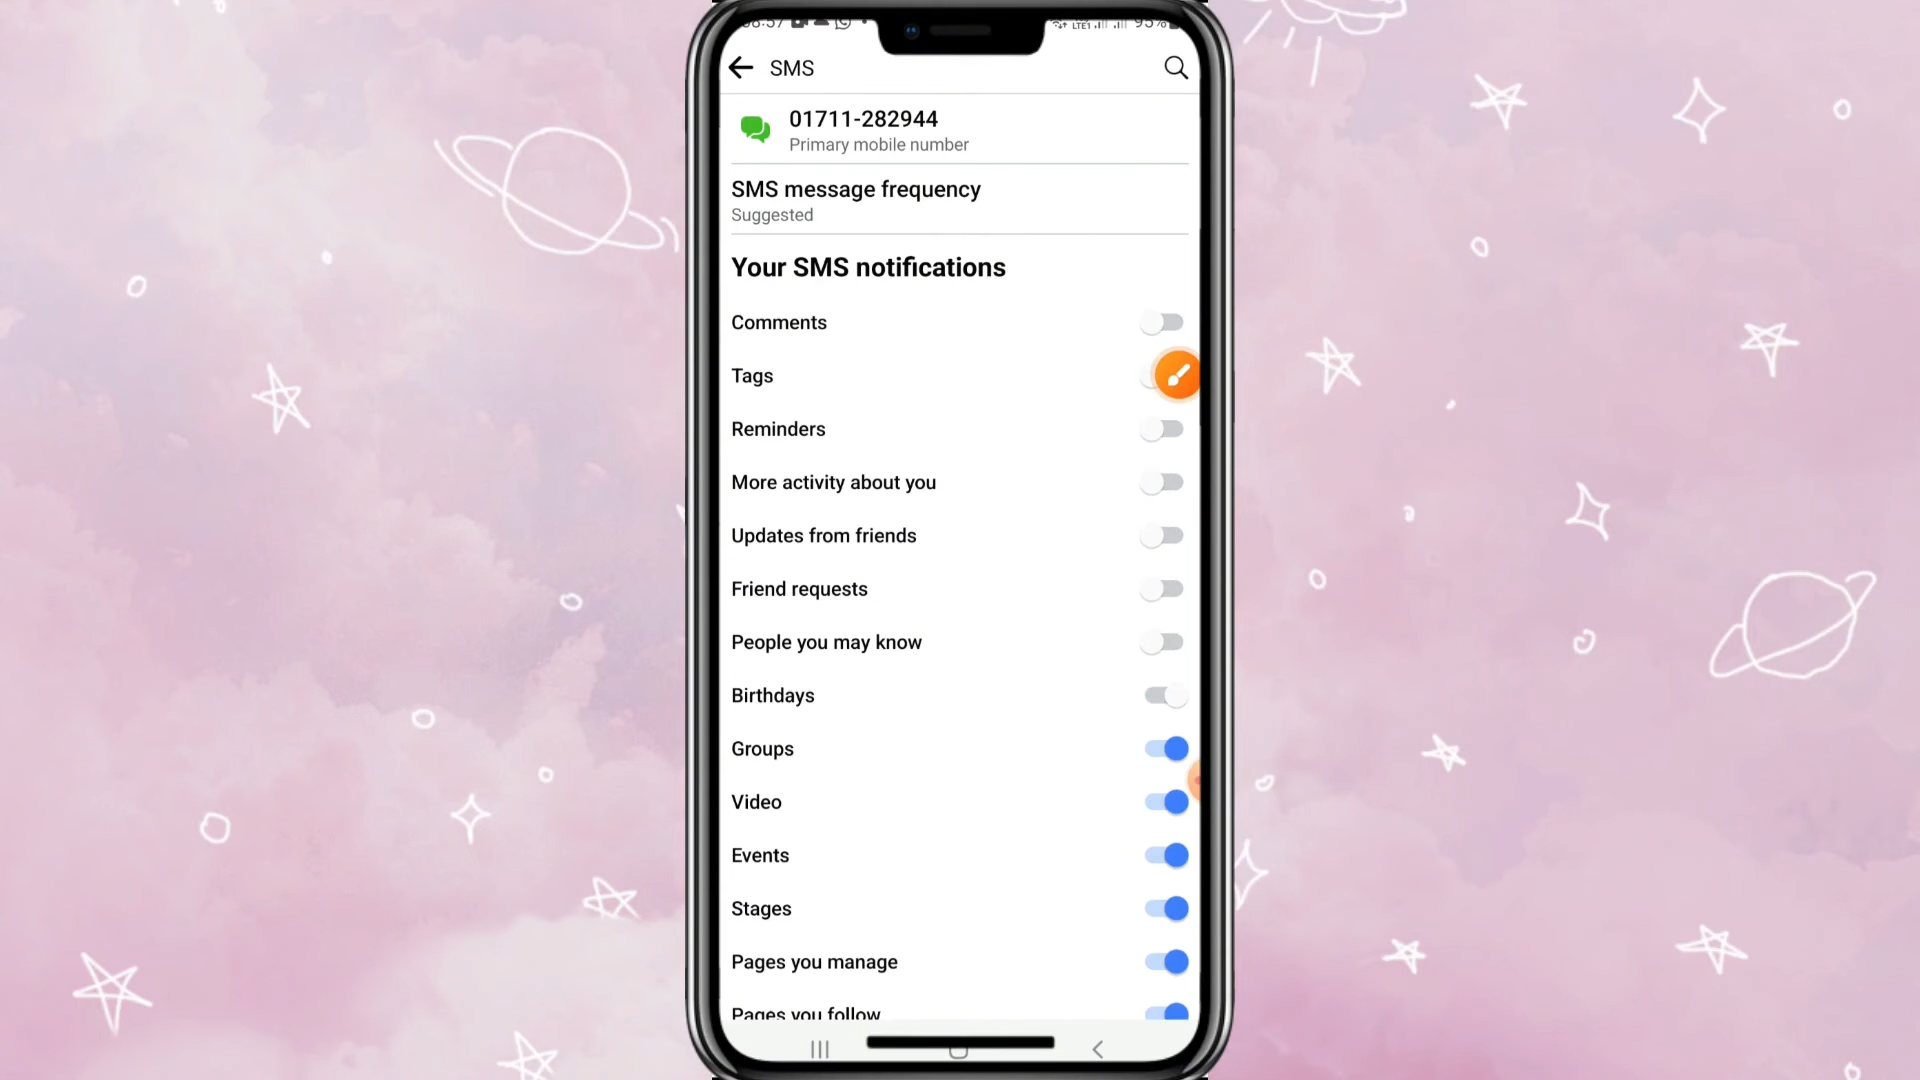 SMS
01711-282944
Primary mobile number
SMS message frequency
Suggested
Your SMS notifications
Comments
Tags
Reminders
More activity about you
Updates from friends
Friend requests
People you may know
Birthdays
Groups
Video
Events
Stages
Pages you manage
Pages you follow